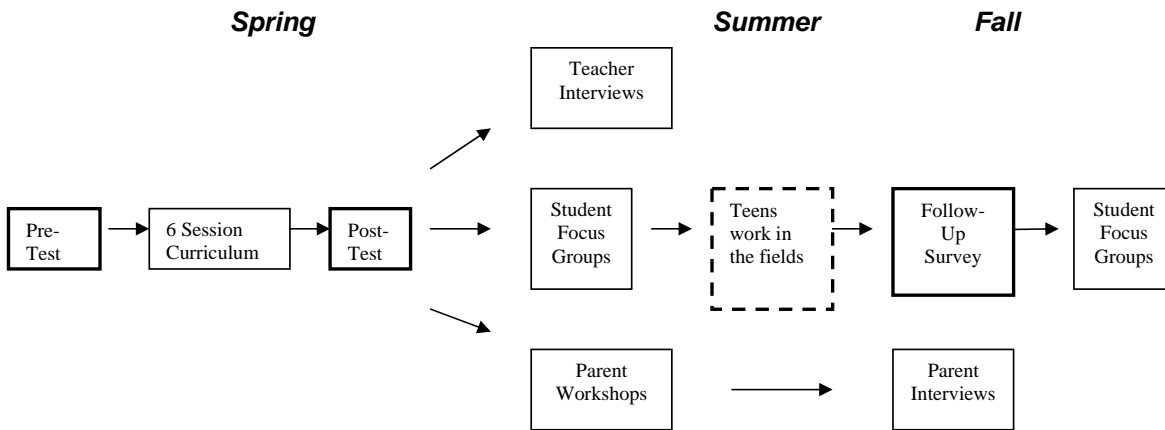 Spring
Summer
Fall
Teacher
Interviews
Pre-
Test
6 Session
Curriculum
Post-
Test
Student
Focus
Groups
Teens
work in
the fields
Follow-
Up
Survey
Student
Focus
Groups
Parent
Workshops
Parent
Interviews